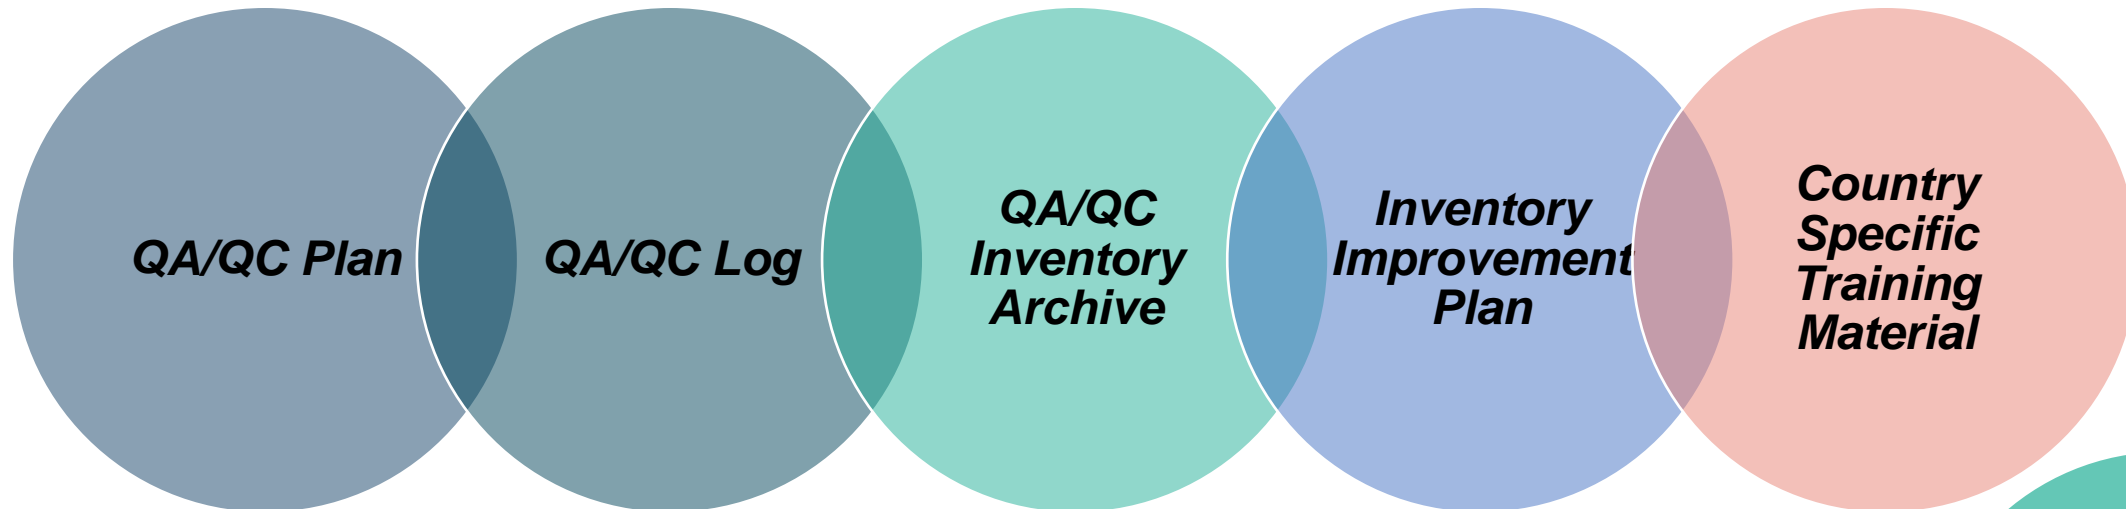 QA/QC Plan
QA/QC Log
QA/QC
Inventory
Archive
Inventory
Improvement
Plan
Country
Specific
Training
Material